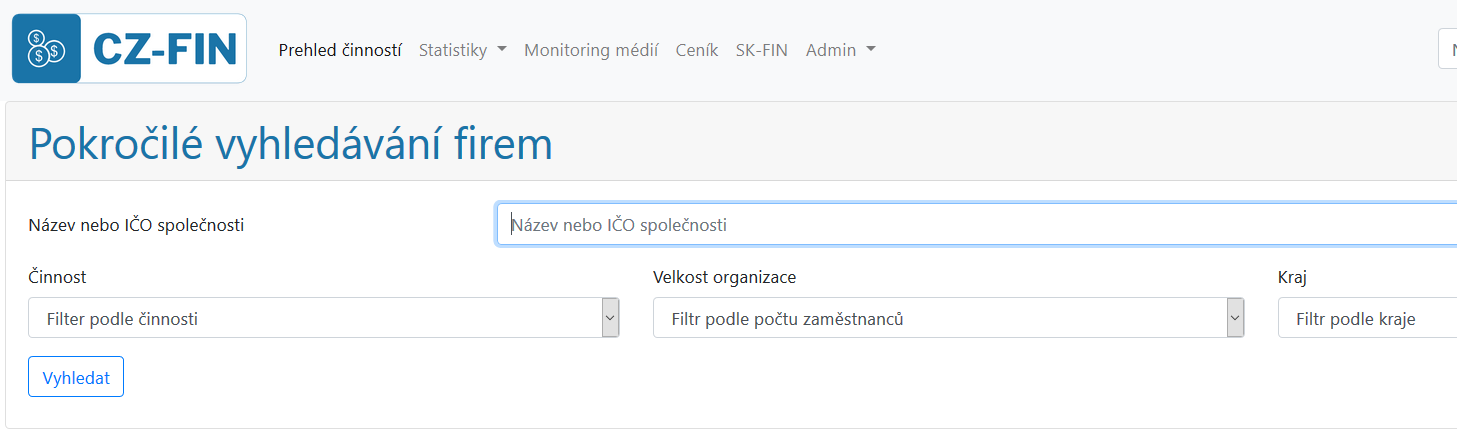 CZ-FIN Prehled činností Statistiky Monitoring médií Ceník SK-FIN Admin
Pokročilé vyhledávání firem
Název nebo IČO společnosti Název nebo IČO společnosti
Činnost Velkost organizace Kraj
Filter podle činnosti Filtr podle počtu zaměstnanců Filtr podle kraje
Vyhledat